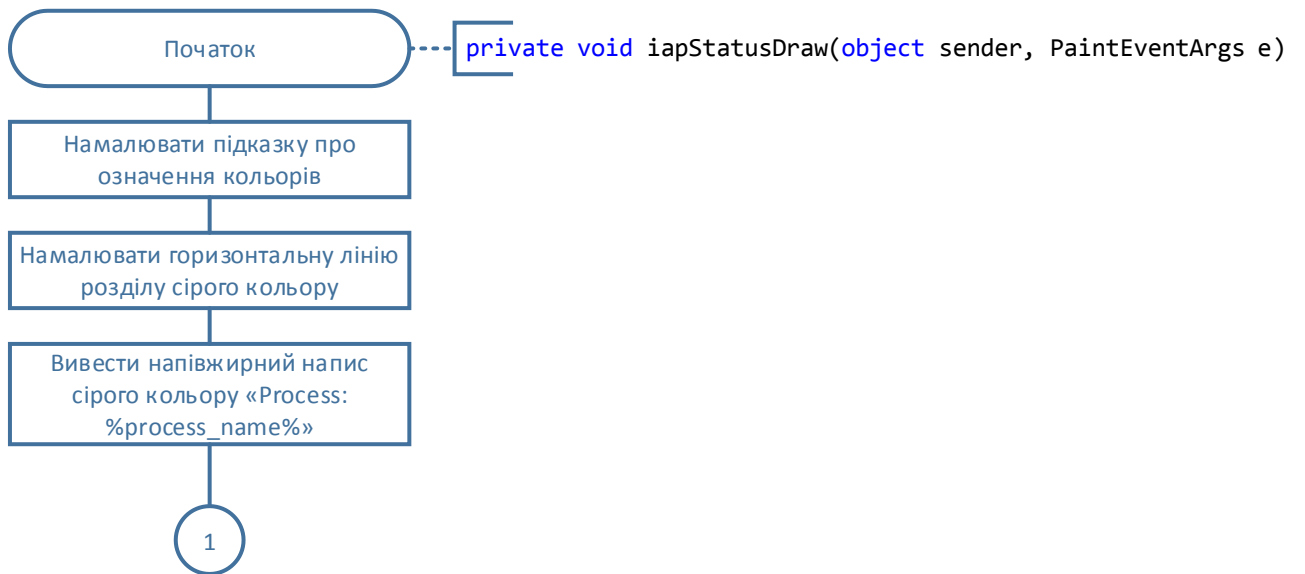 Початок
private void iapStatusDraw(object sender, PaintEventArgs e)
Намалювати підказку про
означення кольорів
Намалювати горизонтальну лінію
розділу сірого кольору
Вивести напівжирний напис
сірого кольору «Process:
%process_name%»
1